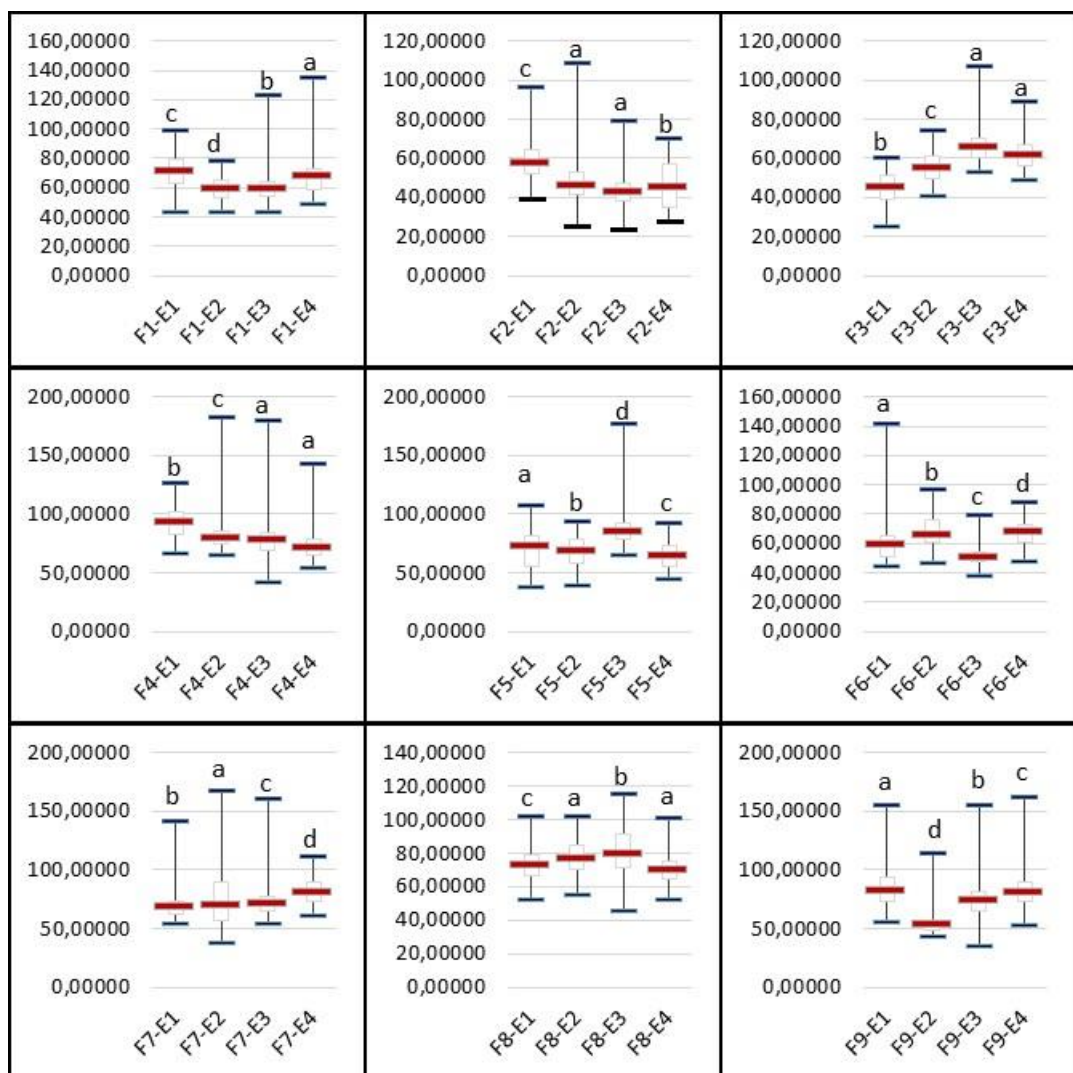 160,00000
140,00000
120,00000
100,00000
80,00000
60,00000
40,00000
20,00000
0,00000
c
d
b
a
F1-E1
F1-E2
F1-E3
F1-E4
120,00000
100,00000
80,00000
60,00000
40,00000
20,00000
0,00000
c
a
a
b
F2-E1
F2-E2
F2-E3
F2-E4
120,00000
100,00000
80,00000
60,00000
40,00000
20,00000
0,00000
b
c
a
a
F3-E1
F3-E2
F3-E3
F3-E4
200,00000
150,00000
100,00000
50,00000
0,00000
b
c
a
a
F4-E1
F4-E2
F4-E3
F4-E4
200,00000
150,00000
100,00000
50,00000
0,00000
a
b
d
c
F5-E1
F5-E2
F5-E3
F5-E4
160,00000
140,00000
120,00000
100,00000
80,00000
60,00000
40,00000
20,00000
0,00000
a
b
c
d
F6-E1
F6-E2
F6-E3
F6-E4
200,00000
150,00000
100,00000
50,00000
0,00000
b
a
c
d
F7-E1
F7-E2
F7-E3
F7-E4
140,00000
120,00000
100,00000
80,00000
60,00000
40,00000
20,00000
0,00000
c
a
b
a
F8-E1
F8-E2
F8-E3
F8-E4
200,00000
150,00000
100,00000
50,00000
0,00000
a
d
b
c
F9-E1
F9-E2
F9-E3
F9-E4